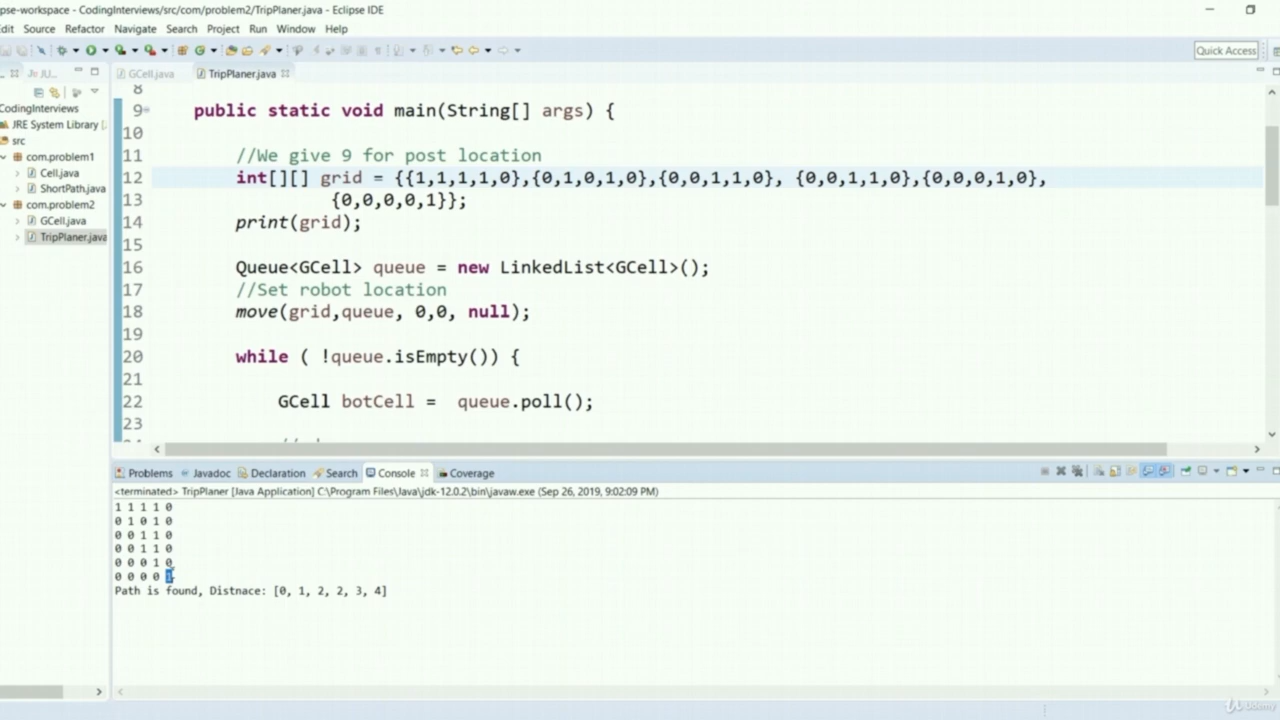 pse-workspace - CodingInterviews/src/com/problem2/TripPlaner.java - Eclipse IDE
dit Source Refactor Navigate Search Project Run Window Help
Quick Access
JU...
GCell.java TripPlaner.java
CodingInterviews
JRE System Library [
src
com.problem1
Cell.java
ShortPath.java
com.problem2
GCell.java
TripPlaner.java
8
9 public static void main(String[] args) {
10
11 //We give 9 for post location
12 int[][] grid = {{1,1,1,1,0},{0,1,0,1,0},{0,0,1,1,0}, {0,0,1,1,0},{0,0,0,1,0},
13 {0,0,0,0,1}};
14 print(grid);
15
16 Queue<GCell> queue = new LinkedList<GCell>();
17 //Set robot location
18 move(grid,queue, 0,0, null);
19
20 while ( !queue.isEmpty()) {
21
22 GCell botCell = queue.poll();
23
Problems Javadoc Declaration Search Console Coverage
<terminated> TripPlaner [Java Application] C:\Program Files\Java\jdk-12.0.2\bin\javaw.exe (Sep 26, 2019, 9:02:09 PM)
1 1 1 1 0
0 1 0 1 0
0 0 1 1 0
0 0 1 1 0
0 0 0 1 0
0 0 0 0 1
Path is found, Distnace: [0, 1, 2, 2, 3, 4]
Udemy